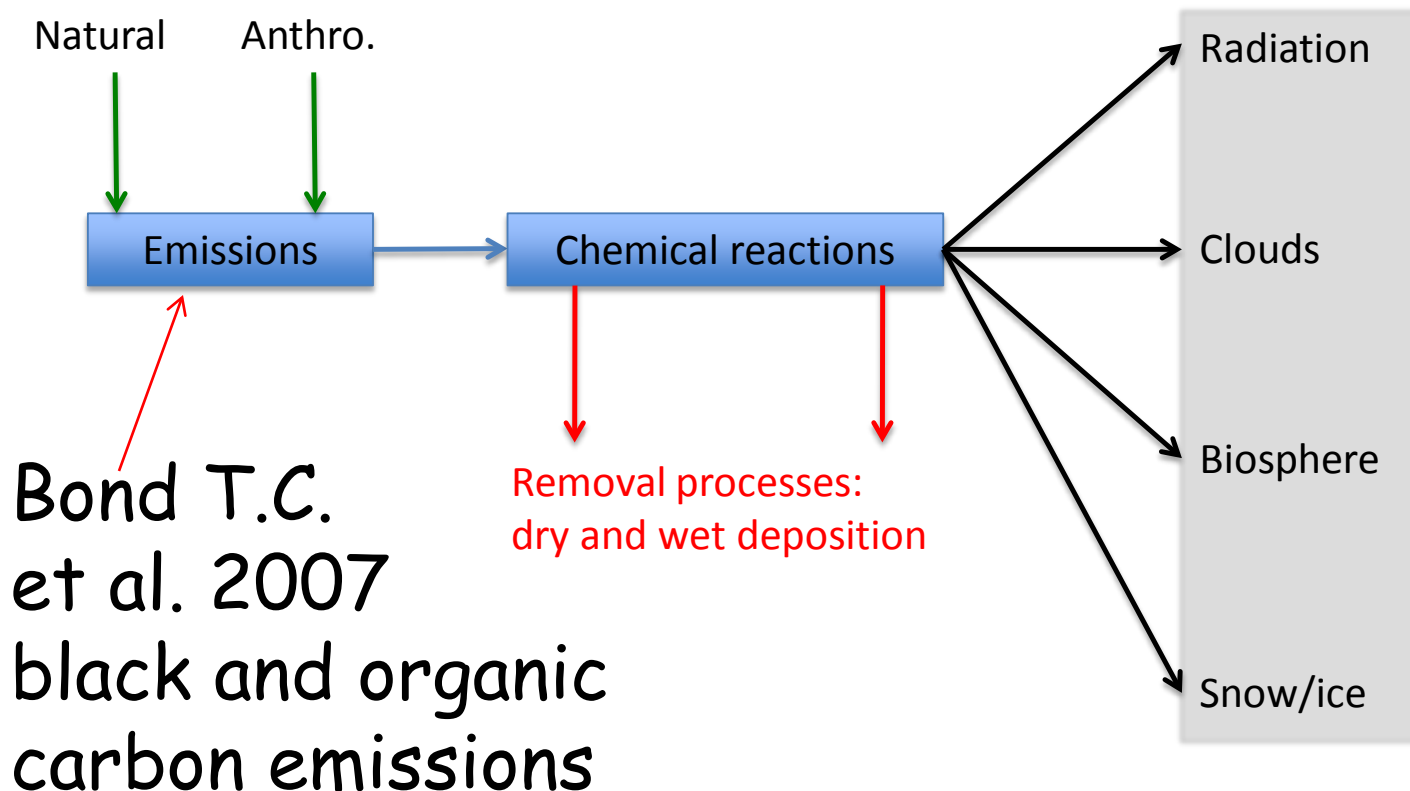 Natural
Anthro.
Radiation
Emissions
Chemical reactions
Clouds
Biosphere
Snow/ice
Removal processes:
dry and wet deposition
Bond T.C.
et al. 2007
black and organic
carbon emissions